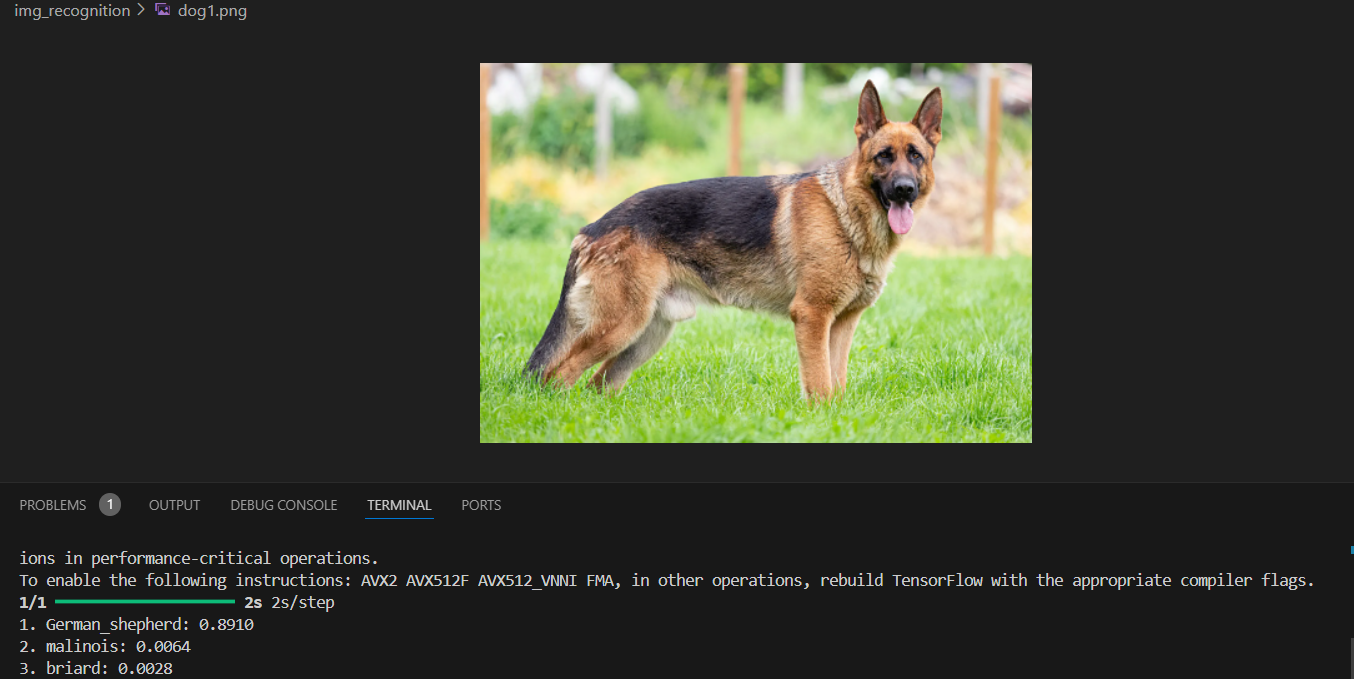 img_recognition > dog1.png
PROBLEMS 1 OUTPUT DEBUG CONSOLE TERMINAL PORTS
ions in performance-critical operations.
To enable the following instructions: AVX2 AVX512F AVX512_VNNI FMA, in other operations, rebuild TensorFlow with the appropriate compiler flags.
1/1 2s 2s/step
1. German_shepherd: 0.8910
2. malinois: 0.0064
3. briard: 0.0028